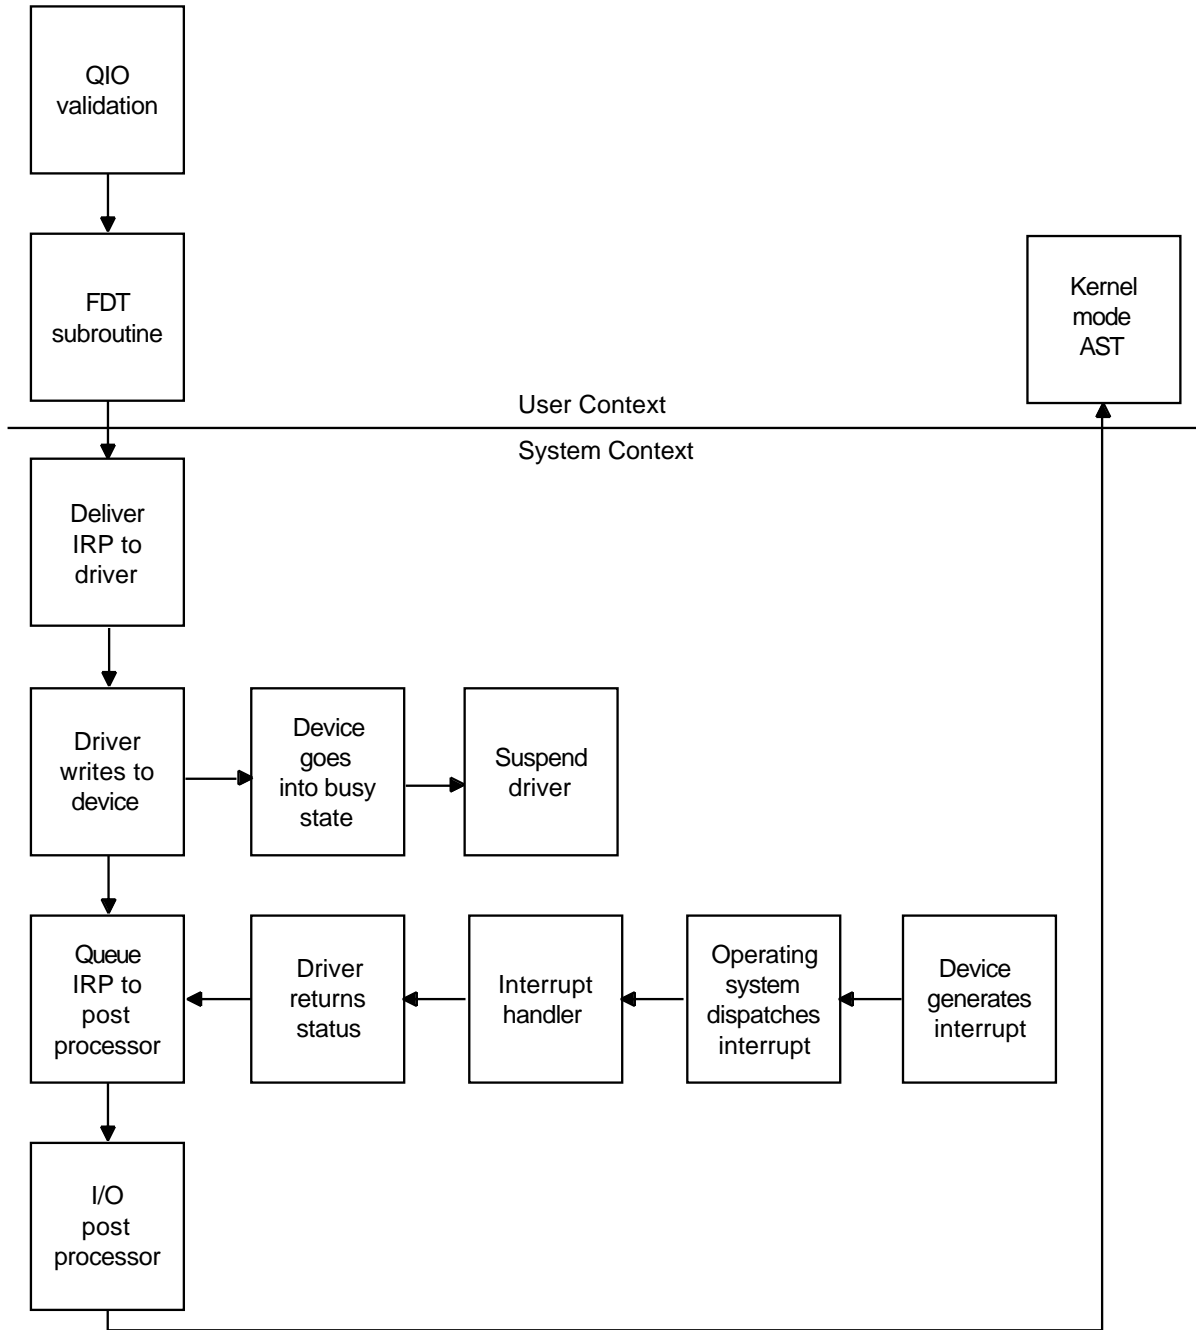 QIO
validation
FDT
subroutine
Kernel
mode
AST
User Context
System Context
Deliver
IRP to
driver
Driver
writes to
device
Device
goes
into busy
state
Suspend
driver
Queue
IRP to
post
processor
Driver
returns
status
Interrupt
handler
Operating
system
dispatches
interrupt
Device
generates
interrupt
I/O
post
processor